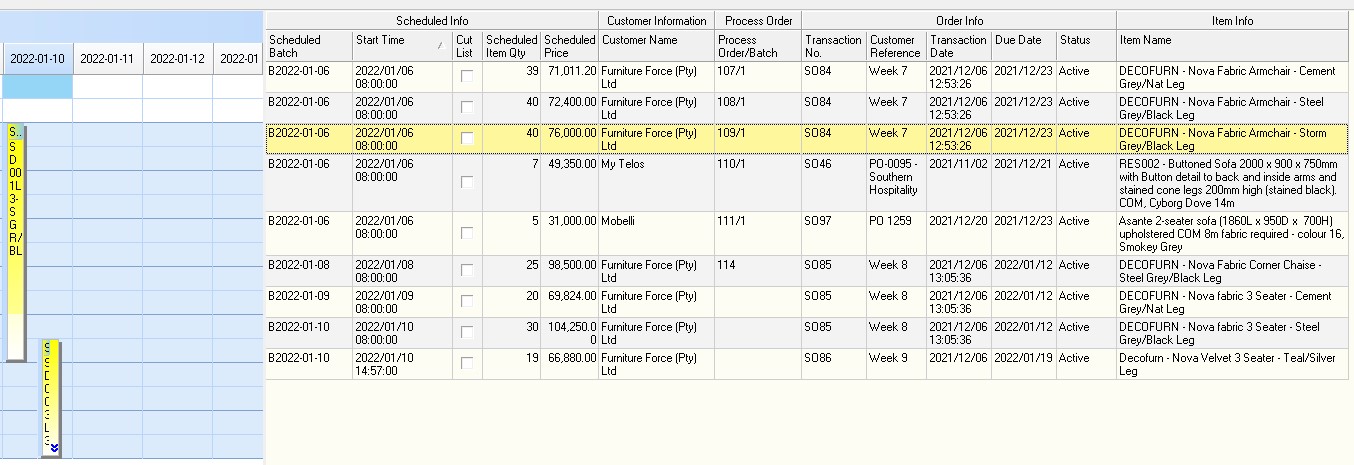 2022-01-10 2022-01-11 2022-01-12 2022-01
S..
S
D
00
1L
3-
S
G
R/
BL
Scheduled Info Customer Information Process Order Order Info Item Info
Scheduled Batch Start Time Cut List Scheduled Item Qty Scheduled Price Customer Name Process Order/Batch Transaction No. Customer Reference Transaction Date Due Date Status Item Name
B2022-01-06 2022/01/06 39 71,011.20 Furniture Force (Pty) 107/1 SO84 Week 7 2021/12/06 2021/12/23 Active DECOFURN - Nova Fabric Armchair - Cement
08:00:00 Ltd 12:53:26 Grey/Nat Leg
B2022-01-06 2022/01/06 40 72,400.00 Furniture Force (Pty) 108/1 SO84 Week 7 2021/12/06 2021/12/23 Active DECOFURN - Nova Fabric Armchair - Steel
08:00:00 Ltd 12:53:26 Grey/Black Leg
B2022-01-06 2022/01/06 40 76,000.00 Furniture Force (Pty) 109/1 SO84 Week 7 2021/12/06 2021/12/23 Active DECOFURN - Nova Fabric Armchair - Storm
08:00:00 Ltd 12:53:26 Grey/Black Leg
B2022-01-06 2022/01/06 7 49,350.00 My Telos 110/1 SO46 PO-0095 - 2021/11/02 2021/12/21 Active RES002 - Buttoned Sofa 2000 x 900 x 750mm
08:00:00 Southern with Button detail to back and inside arms and
Hospitality stained cone legs 200mm high (stained black).
COM, Cyborg Dove 14m
B2022-01-06 2022/01/06 5 31,000.00 Mobelli 111/1 SO97 PO 1259 2021/12/20 2021/12/23 Active Asante 2-seater sofa (1860L x 950D x 700H)
08:00:00 upholstered COM 8m fabric required - colour 16,
Smokey Grey
B2022-01-08 2022/01/08 25 98,500.00 Furniture Force (Pty) 114 SO85 Week 8 2021/12/06 2022/01/12 Active DECOFURN - Nova Fabric Corner Chaise -
08:00:00 Ltd 13:05:36 Steel Grey/Black Leg
B2022-01-09 2022/01/09 20 69,824.00 Furniture Force (Pty) SO85 Week 8 2021/12/06 2022/01/12 Active DECOFURN - Nova fabric 3 Seater - Cement
08:00:00 Ltd 13:05:36 Grey/Nat Leg
B2022-01-10 2022/01/10 30 104,250.0 Furniture Force (Pty) SO85 Week 8 2021/12/06 2022/01/12 Active DECOFURN - Nova fabric 3 Seater - Steel
08:00:00 0 Ltd 13:05:36 Grey/Black Leg
B2022-01-10 2022/01/10 19 66,880.00 Furniture Force (Pty) SO86 Week 9 2021/12/06 2022/01/19 Active Decofurn - Nova Velvet 3 Seater - Teal/Silver
14:57:00 Ltd Leg